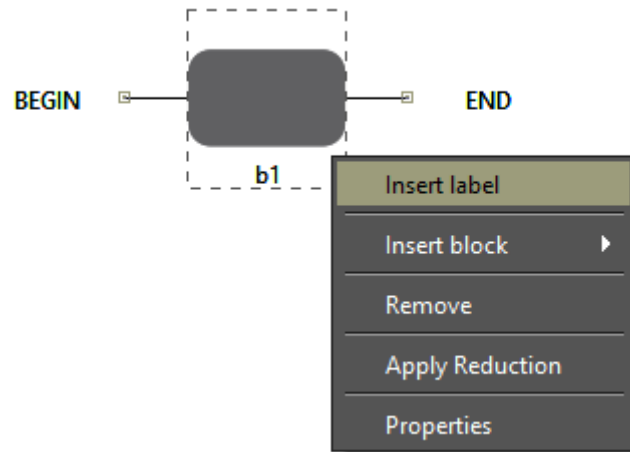 BEGIN END
b1
Insert label
Insert block
Remove
Apply Reduction
Properties